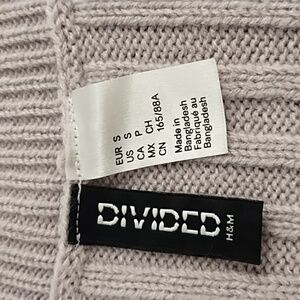 EUR S
US S
CA P
MX CH
CN 165/88A
Made in
Bangladesh
Fabriqué au
Bangladesh
DIVIDED
H&M